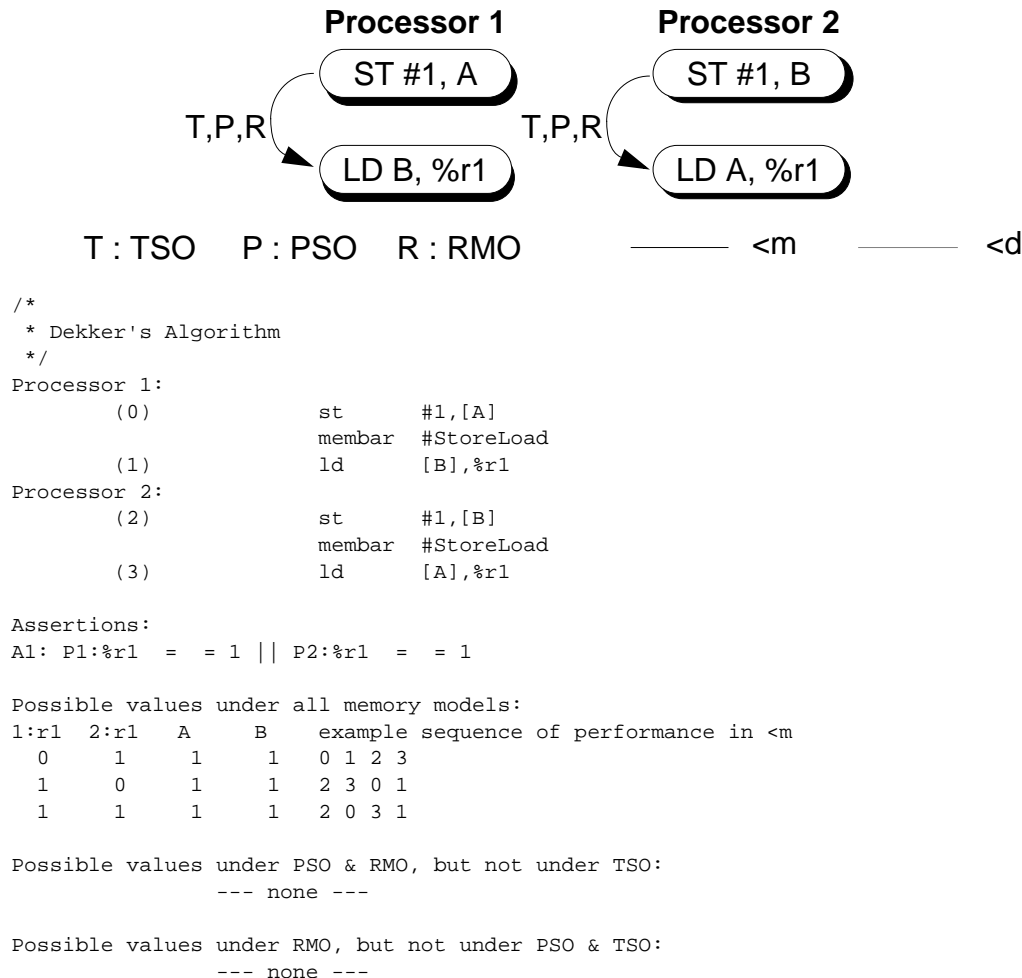 Processor 1 Processor 2
ST #1, A ST #1, B
T,P,R T,P,R
LD B, %r1 LD A, %r1
T : TSO P : PSO R : RMO <m <d
/*
 * Dekker's Algorithm
 */
Processor 1:
(0) st #1,[A]
membar #StoreLoad
(1) ld [B],%r1
Processor 2:
(2) st #1,[B]
membar #StoreLoad
(3) ld [A],%r1
Assertions:
A1: P1:%r1 = = 1 || P2:%r1 = = 1
Possible values under all memory models:
1:r1 2:r1 A B example sequence of performance in <m
0 1 1 1 0 1 2 3
1 0 1 1 2 3 0 1
1 1 1 1 2 0 3 1
Possible values under PSO & RMO, but not under TSO:
--- none ---
Possible values under RMO, but not under PSO & TSO:
--- none ---